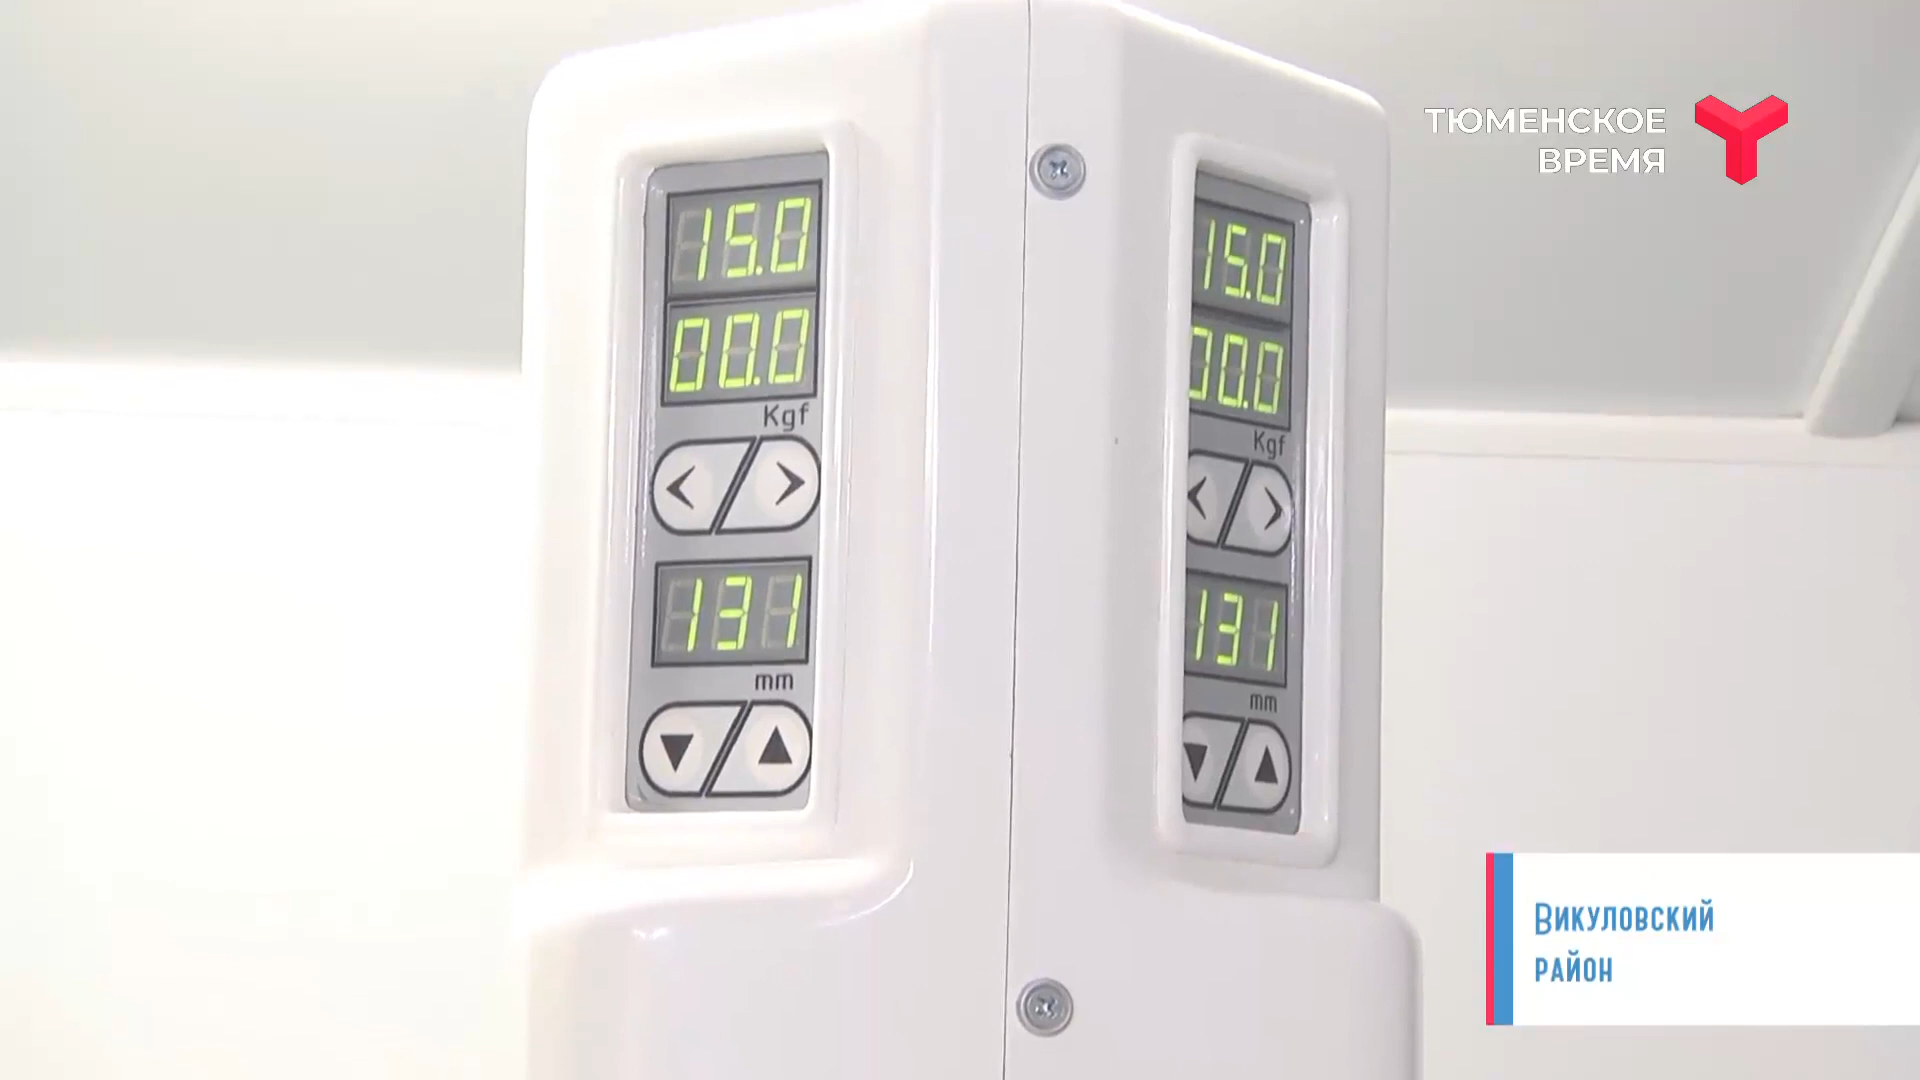 ТЮМЕНСКОЕ
ВРЕМЯ
15.0
00.0
Kgf
131
mm
15.0
00.0
Kgf
131
mm
Викуловский
район